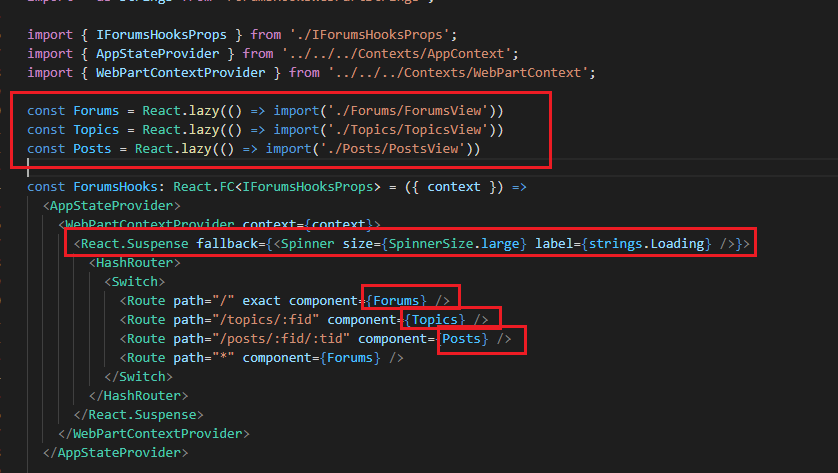 import { IForumsHooksProps } from './IForumsHooksProps';
import { AppStateProvider } from '../../../Contexts/AppContext';
import { WebPartContextProvider } from '../../../Contexts/WebPartContext';
const Forums = React.lazy(() => import('./Forums/ForumsView'))
const Topics = React.lazy(() => import('./Topics/TopicsView'))
const Posts = React.lazy(() => import('./Posts/PostsView'))
const ForumsHooks: React.FC<IForumsHooksProps> = ({ context }) =>
<AppStateProvider>
<WebPartContextProvider context={context}>
<React.Suspense fallback={<Spinner size={SpinnerSize.large} label={strings.Loading} />}>
<HashRouter>
<Switch>
<Route path="/" exact component={Forums} />
<Route path="/topics/:fid" component={Topics} />
<Route path="/posts/:fid/:tid" component={Posts} />
<Route path="*" component={Forums} />
</Switch>
</HashRouter>
</React.Suspense>
</WebPartContextProvider>
</AppStateProvider>